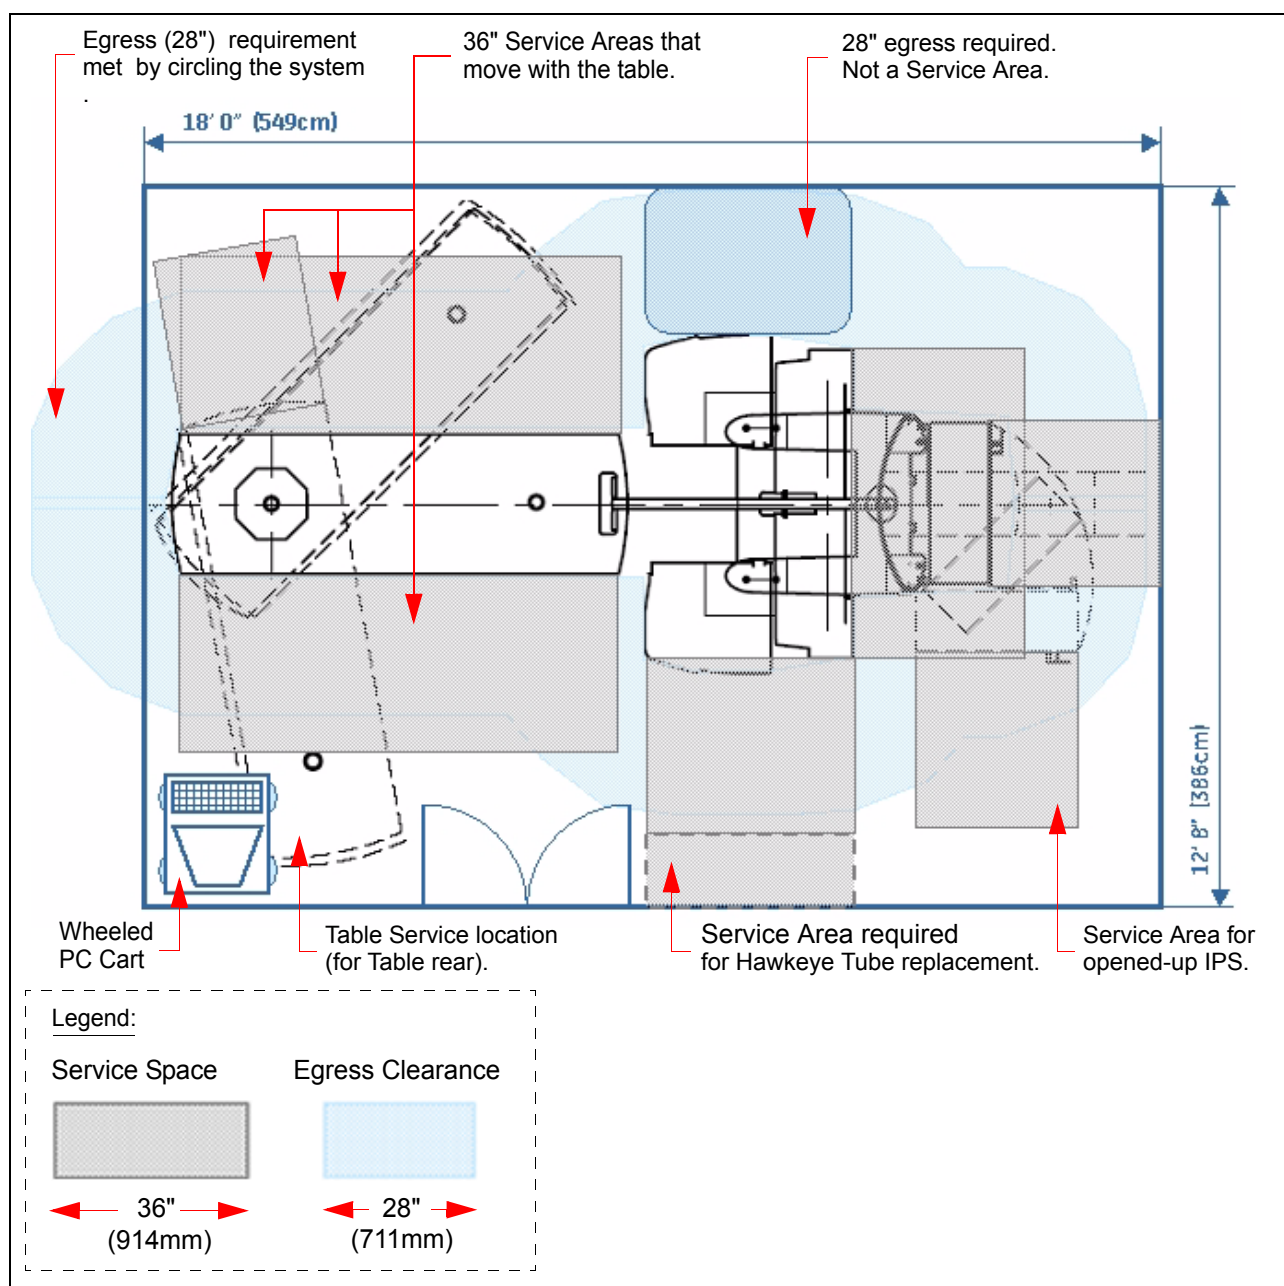 Egress (28") requirement
met by circling the system
.
36" Service Areas that
move with the table.
28" egress required.
Not a Service Area.
18' 0" (549cm)
12' 8" (386cm)
Wheeled
PC Cart
Table Service location
(for Table rear).
Service Area required
for Hawkeye Tube replacement.
Service Area for
opened-up IPS.
Legend:
Service Space
Egress Clearance
36"
(914mm)
28"
(711mm)